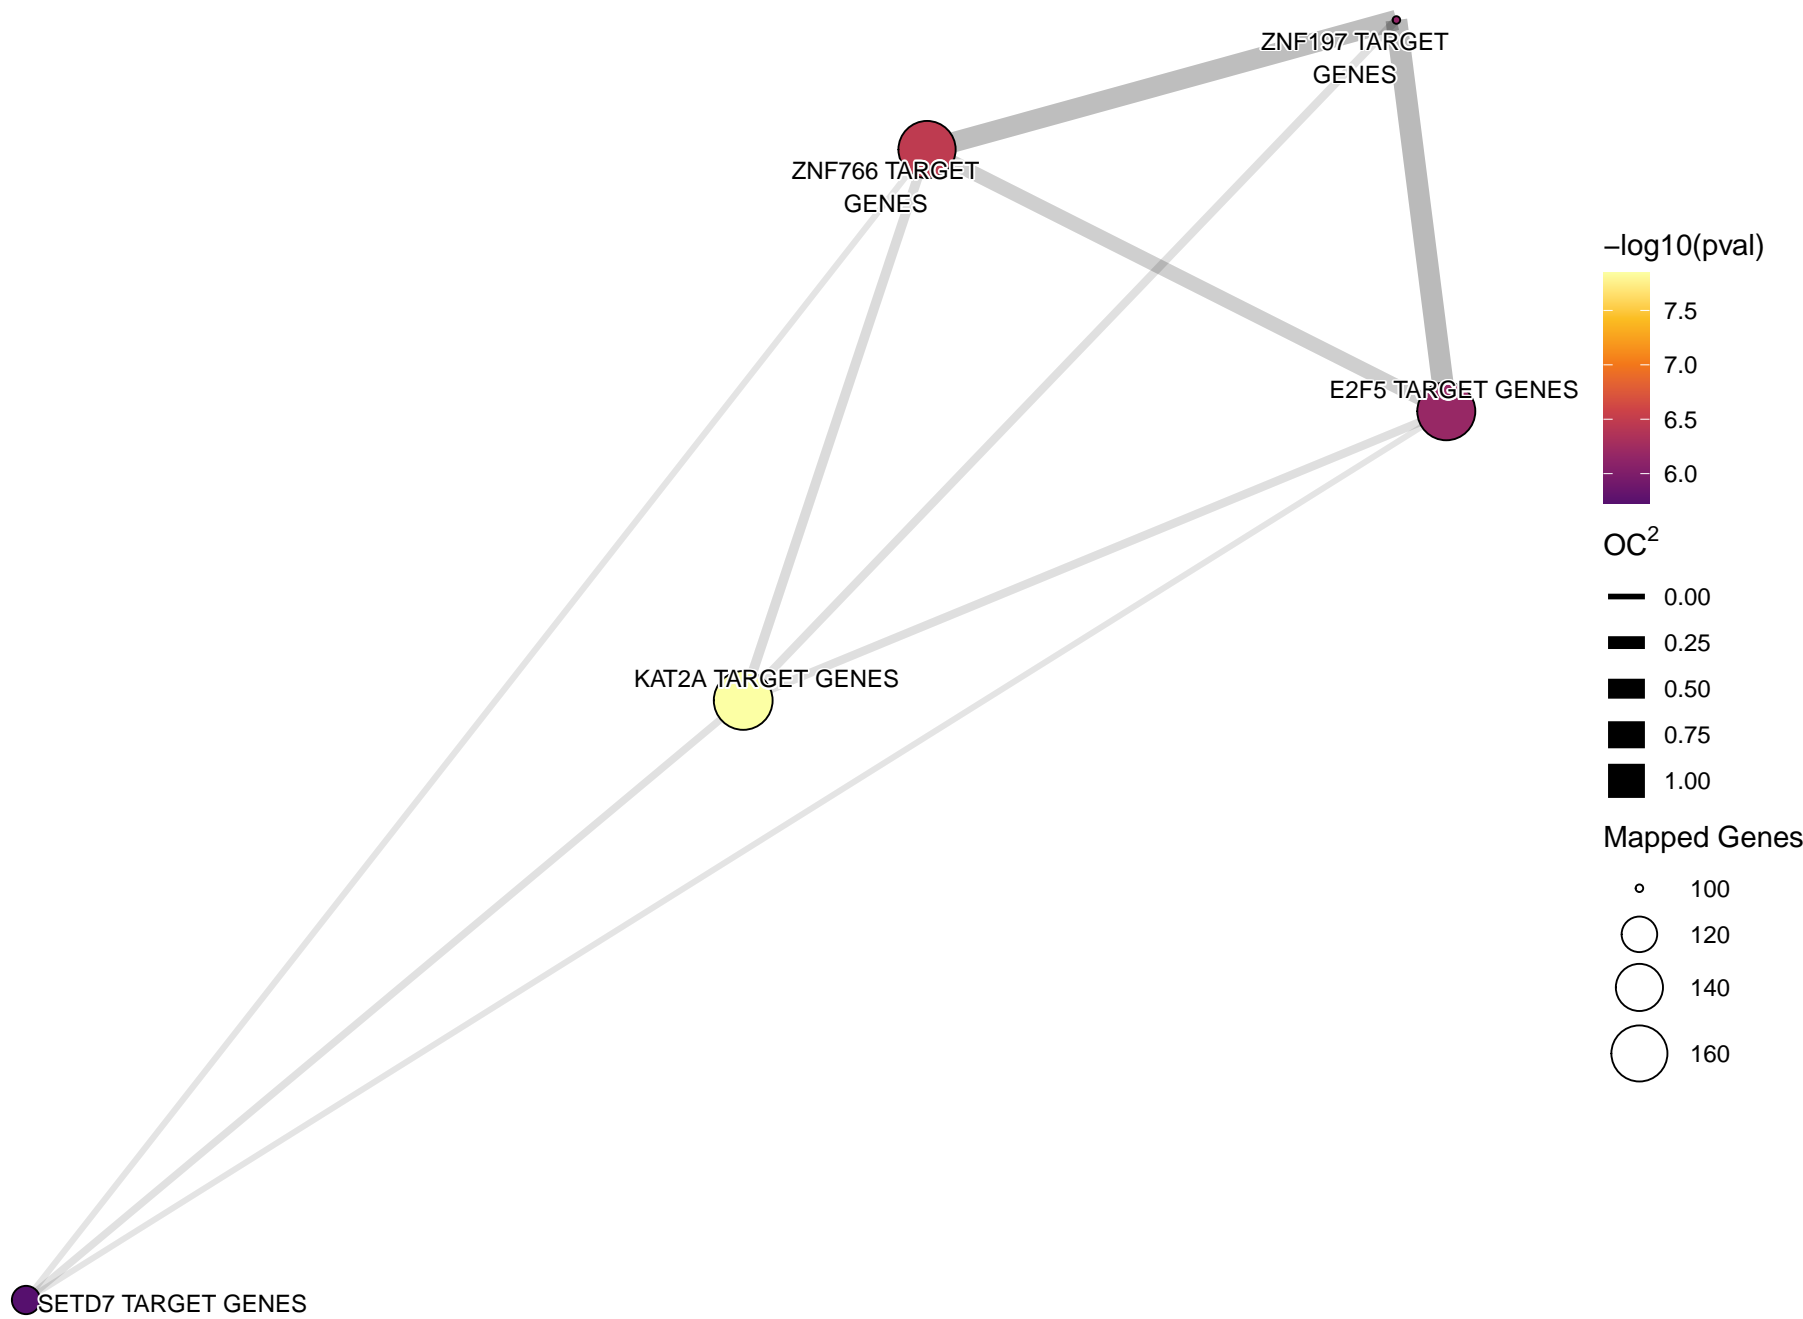 ZNF197 TARGET
GENES
ZNF766 TARGET
GENES
E2F5 TARGET GENES
KAT2A TARGET GENES
SETD7 TARGET GENES
−log10(pval)
7.5
7.0
6.5
6.0
OC²
0.00
0.25
0.50
0.75
1.00
Mapped Genes
100
120
140
160